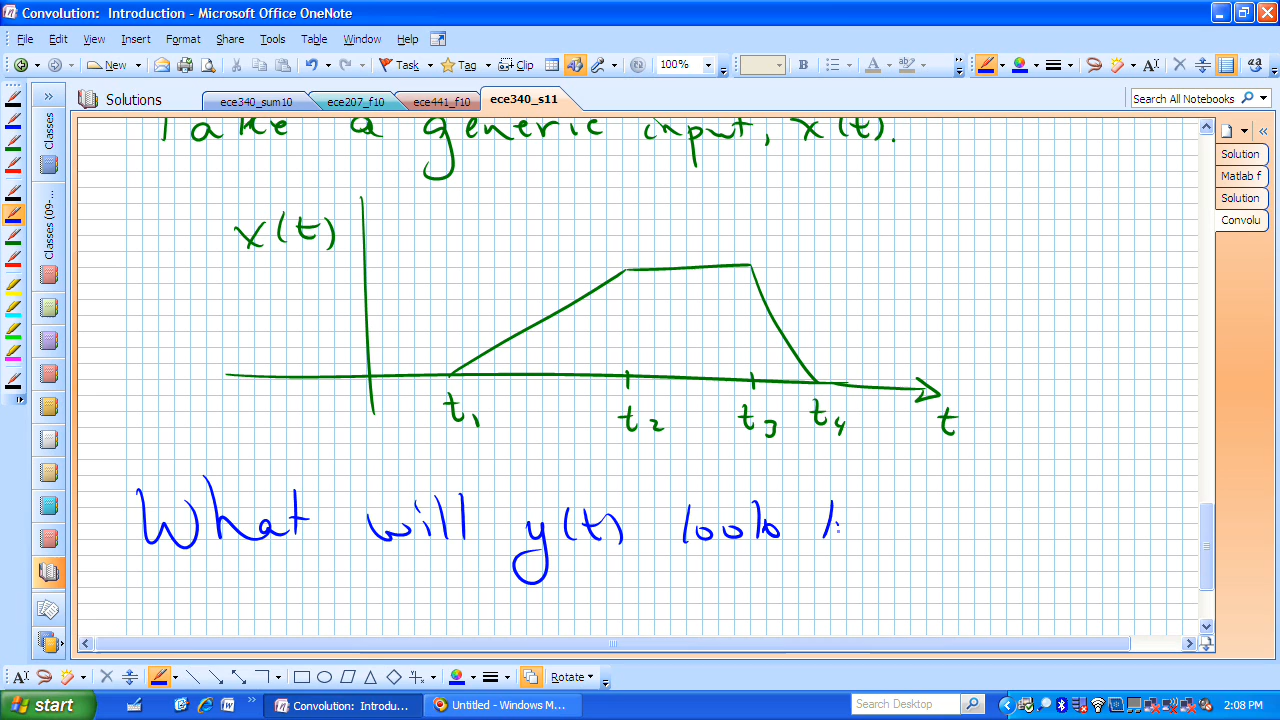 Convolution: Introduction - Microsoft Office OneNote
File Edit View Insert Format Share Tools Table Window Help
New Task Tag Clip 100% B A ab
Solutions ece340_sum10 ece207_f10 ece441_f10 ece340_s11 Search All Notebooks
Classes
Classes (09-...
Solution
Matlab f
Solution
Convolu
Take a generic input, x(t).
x(t)
t1 t2 t3 t4 t
What will y(t) look l
A Rotate
start Convolution: Introdu... Untitled - Windows M... Search Desktop 2:08 PM